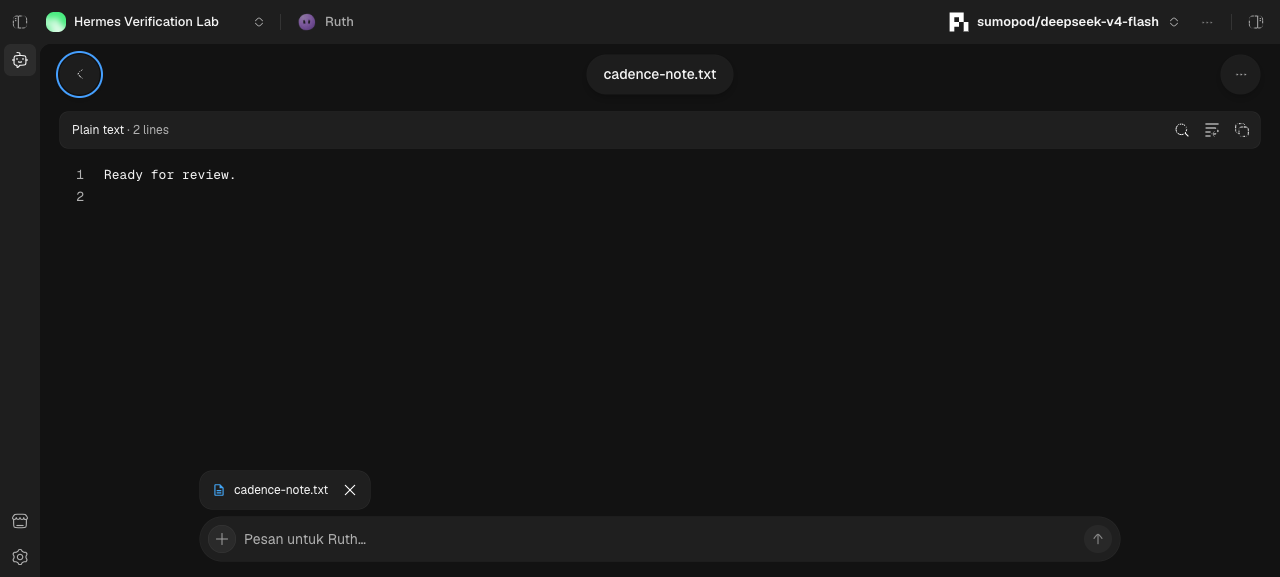 Hermes Verification Lab
Ruth
sumopod/deepseek-v4-flash
cadence-note.txt
Plain text · 2 lines
1 Ready for review.
2
cadence-note.txt
Pesan untuk Ruth…